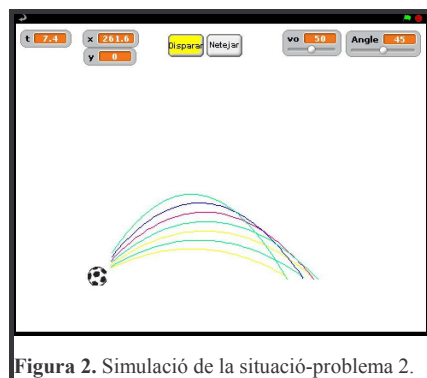 t 7.4
x 261.6
y 0
Disparar
Netejar
vo 50
Angle 45
Figura 2. Simulació de la situació-problema 2.